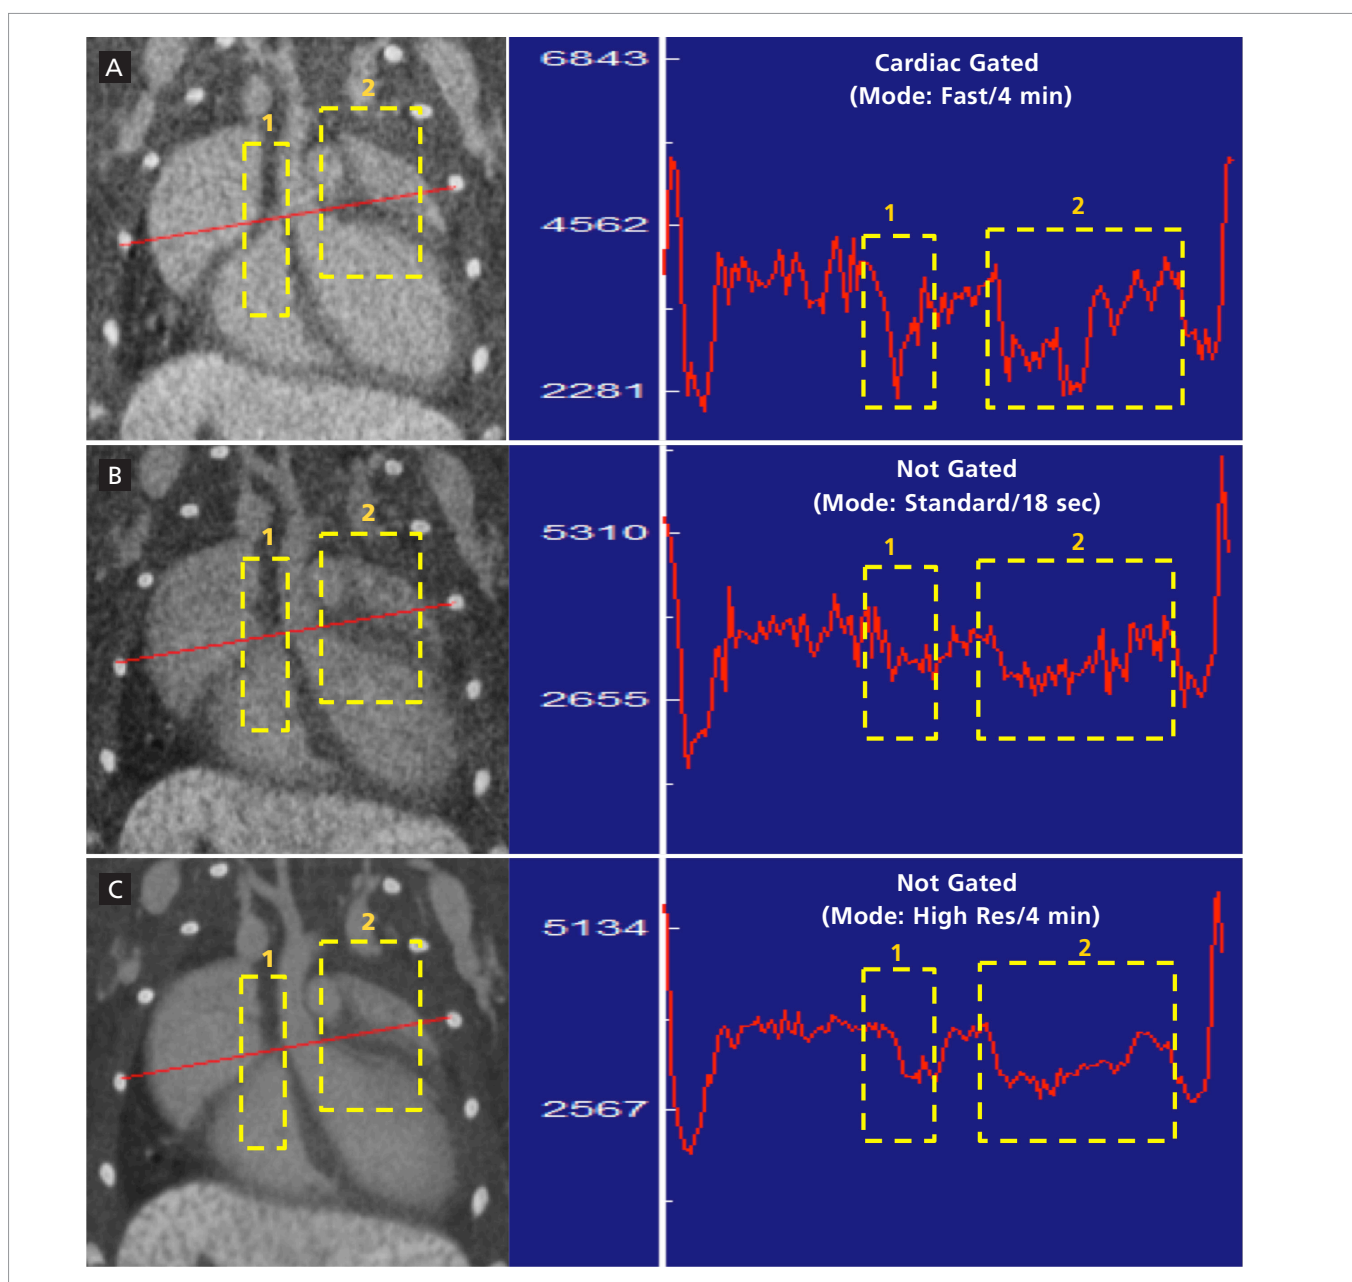 A
1
2
6843
4562
2281
Cardiac Gated
(Mode: Fast/4 min)
1
2
B
1
2
5310
2655
Not Gated
(Mode: Standard/18 sec)
1
2
C
1
2
5134
2567
Not Gated
(Mode: High Res/4 min)
1
2